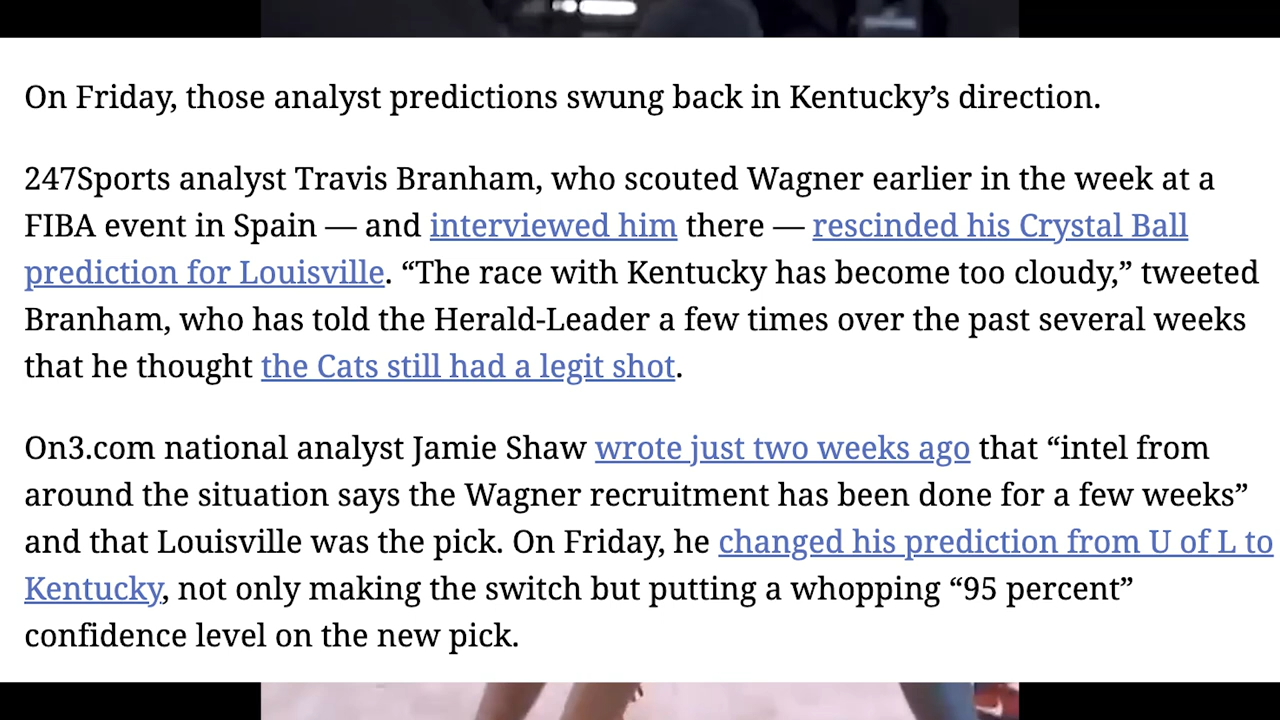 On Friday, those analyst predictions swung back in Kentucky’s direction.
247Sports analyst Travis Branham, who scouted Wagner earlier in the week at a
FIBA event in Spain — and interviewed him there — rescinded his Crystal Ball
prediction for Louisville. “The race with Kentucky has become too cloudy,” tweeted
Branham, who has told the Herald-Leader a few times over the past several weeks
that he thought the Cats still had a legit shot.
On3.com national analyst Jamie Shaw wrote just two weeks ago that “intel from
around the situation says the Wagner recruitment has been done for a few weeks”
and that Louisville was the pick. On Friday, he changed his prediction from U of L to
Kentucky, not only making the switch but putting a whopping “95 percent”
confidence level on the new pick.